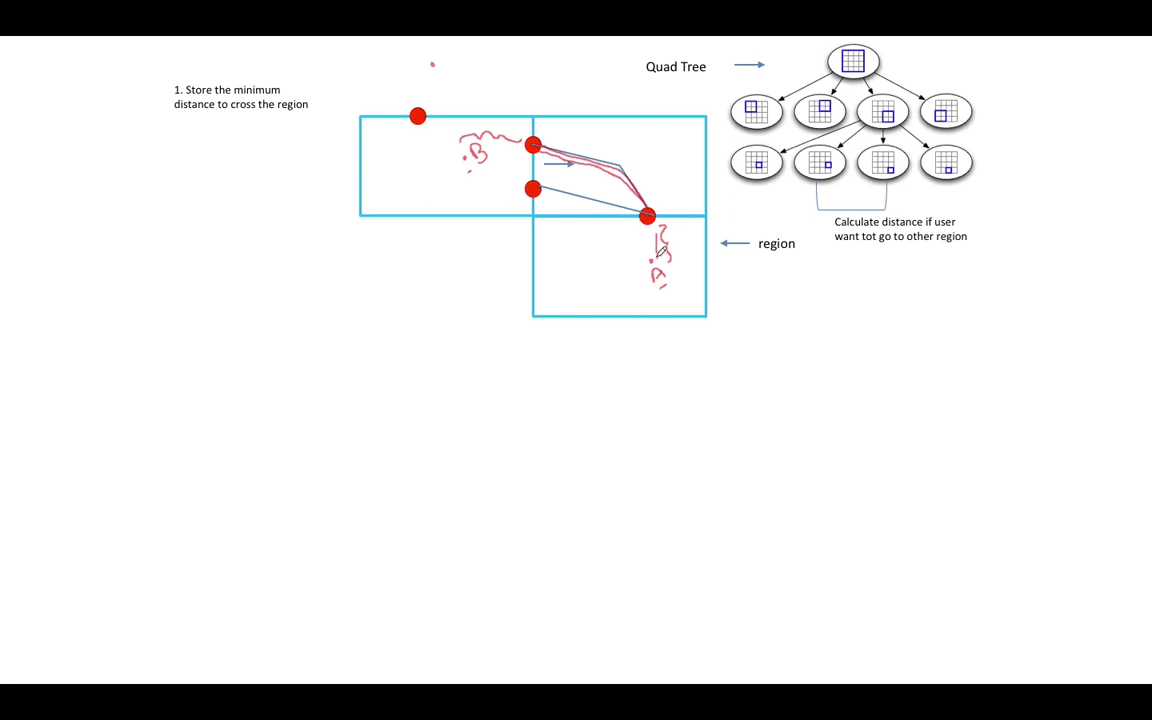 1. Store the minimum
distance to cross the region
Quad Tree
B
Calculate distance if user
want tot go to other region
region
A